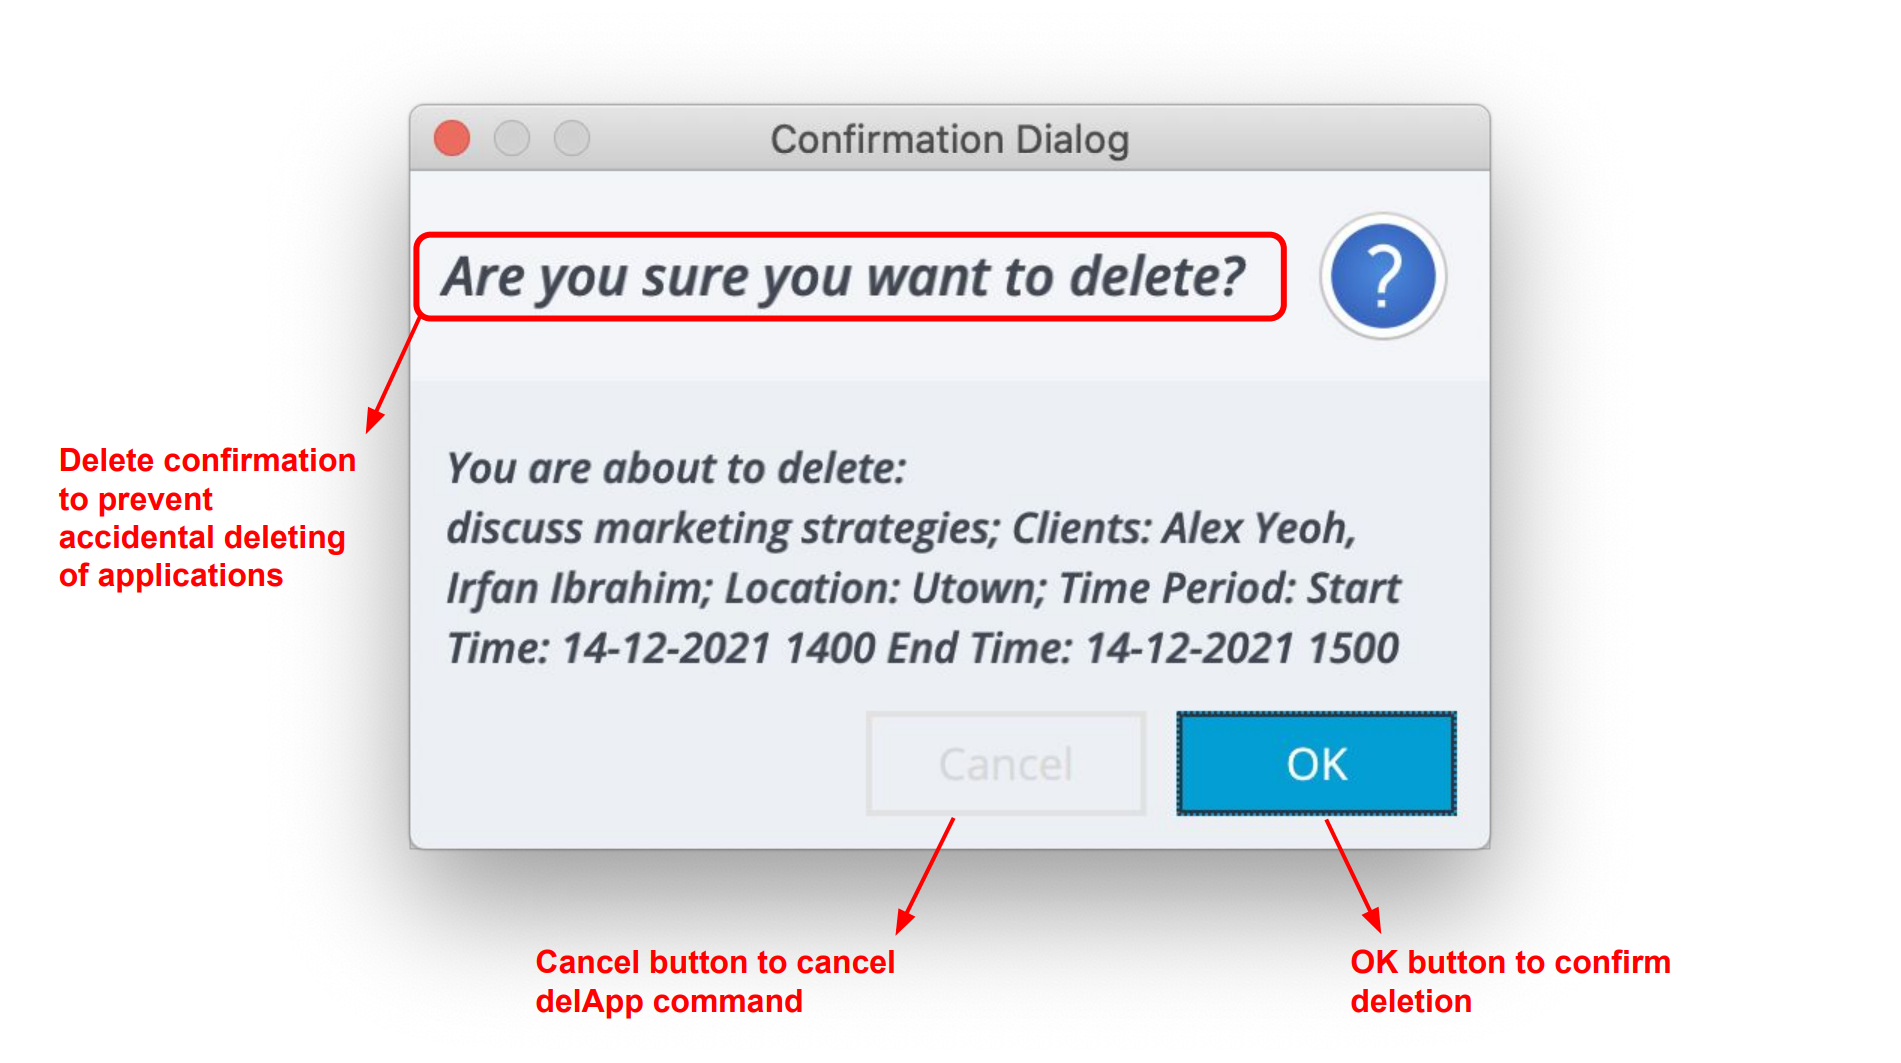 Confirmation Dialog
Are you sure you want to delete?
?
You are about to delete:
discuss marketing strategies; Clients: Alex Yeoh,
Irfan Ibrahim; Location: Utown; Time Period: Start
Time: 14-12-2021 1400 End Time: 14-12-2021 1500
Cancel
OK
Delete confirmation
to prevent
accidental deleting
of applications
Cancel button to cancel
delApp command
OK button to confirm
deletion